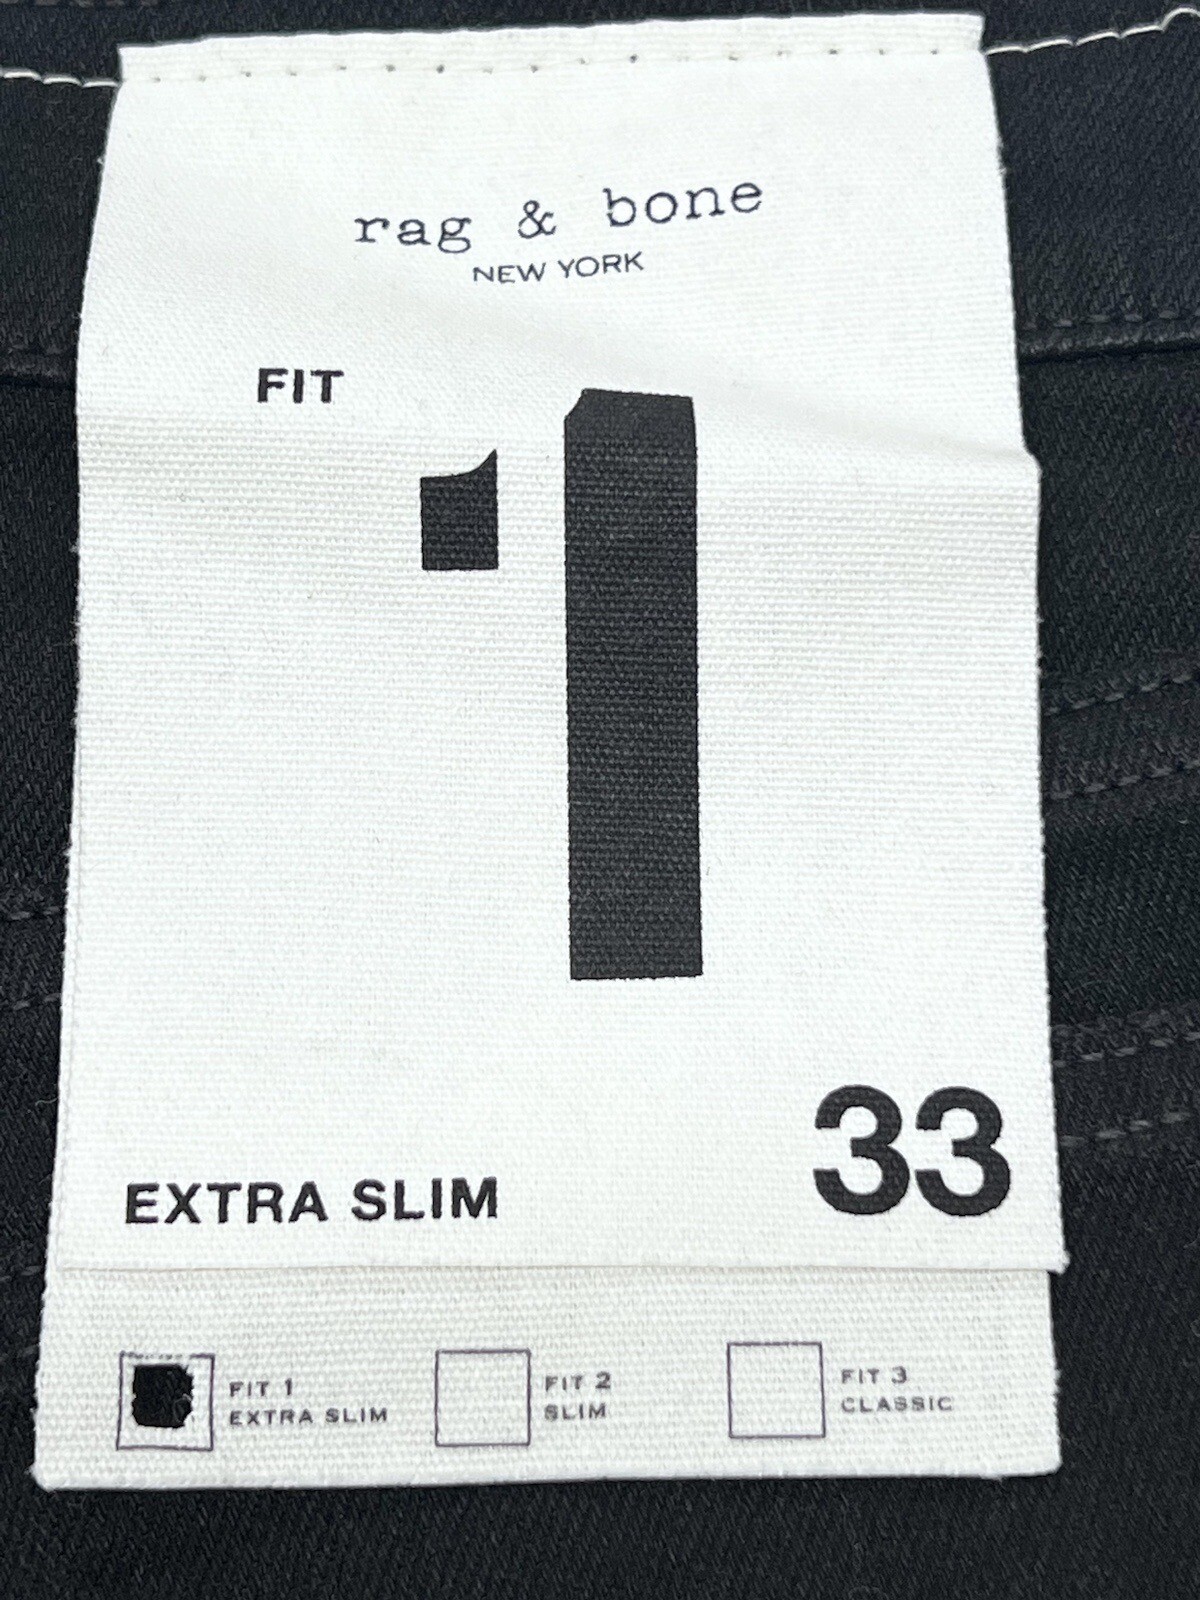 rag & bone
NEW YORK
FIT
1
EXTRA SLIM
33
FIT 1
EXTRA SLIM
FIT 2
SLIM
FIT 3
CLASSIC